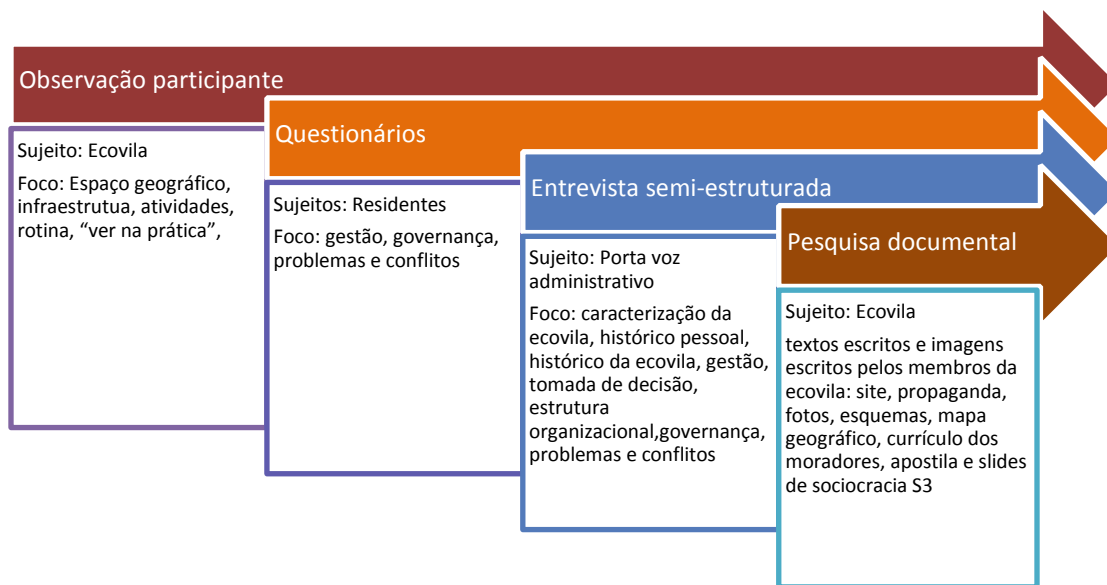 Observação participante
Sujeito: Ecovila
Foco: Espaço geográfico,
infraestrutua, atividades,
rotina, “ver na prática”,
Questionários
Sujeitos: Residentes
Foco: gestão, governança,
problemas e conflitos
Entrevista semi-estruturada
Sujeito: Porta voz
administrativo
Foco: caracterização da
ecovila, histórico pessoal,
histórico da ecovila, gestão,
tomada de decisão,
estrutura
organizacional,governança,
problemas e conflitos
Pesquisa documental
Sujeito: Ecovila
textos escritos e imagens
escritos pelos membros da
ecovila: site, propaganda,
fotos, esquemas, mapa
geográfico, currículo dos
moradores, apostila e slides
de sociocracia S3